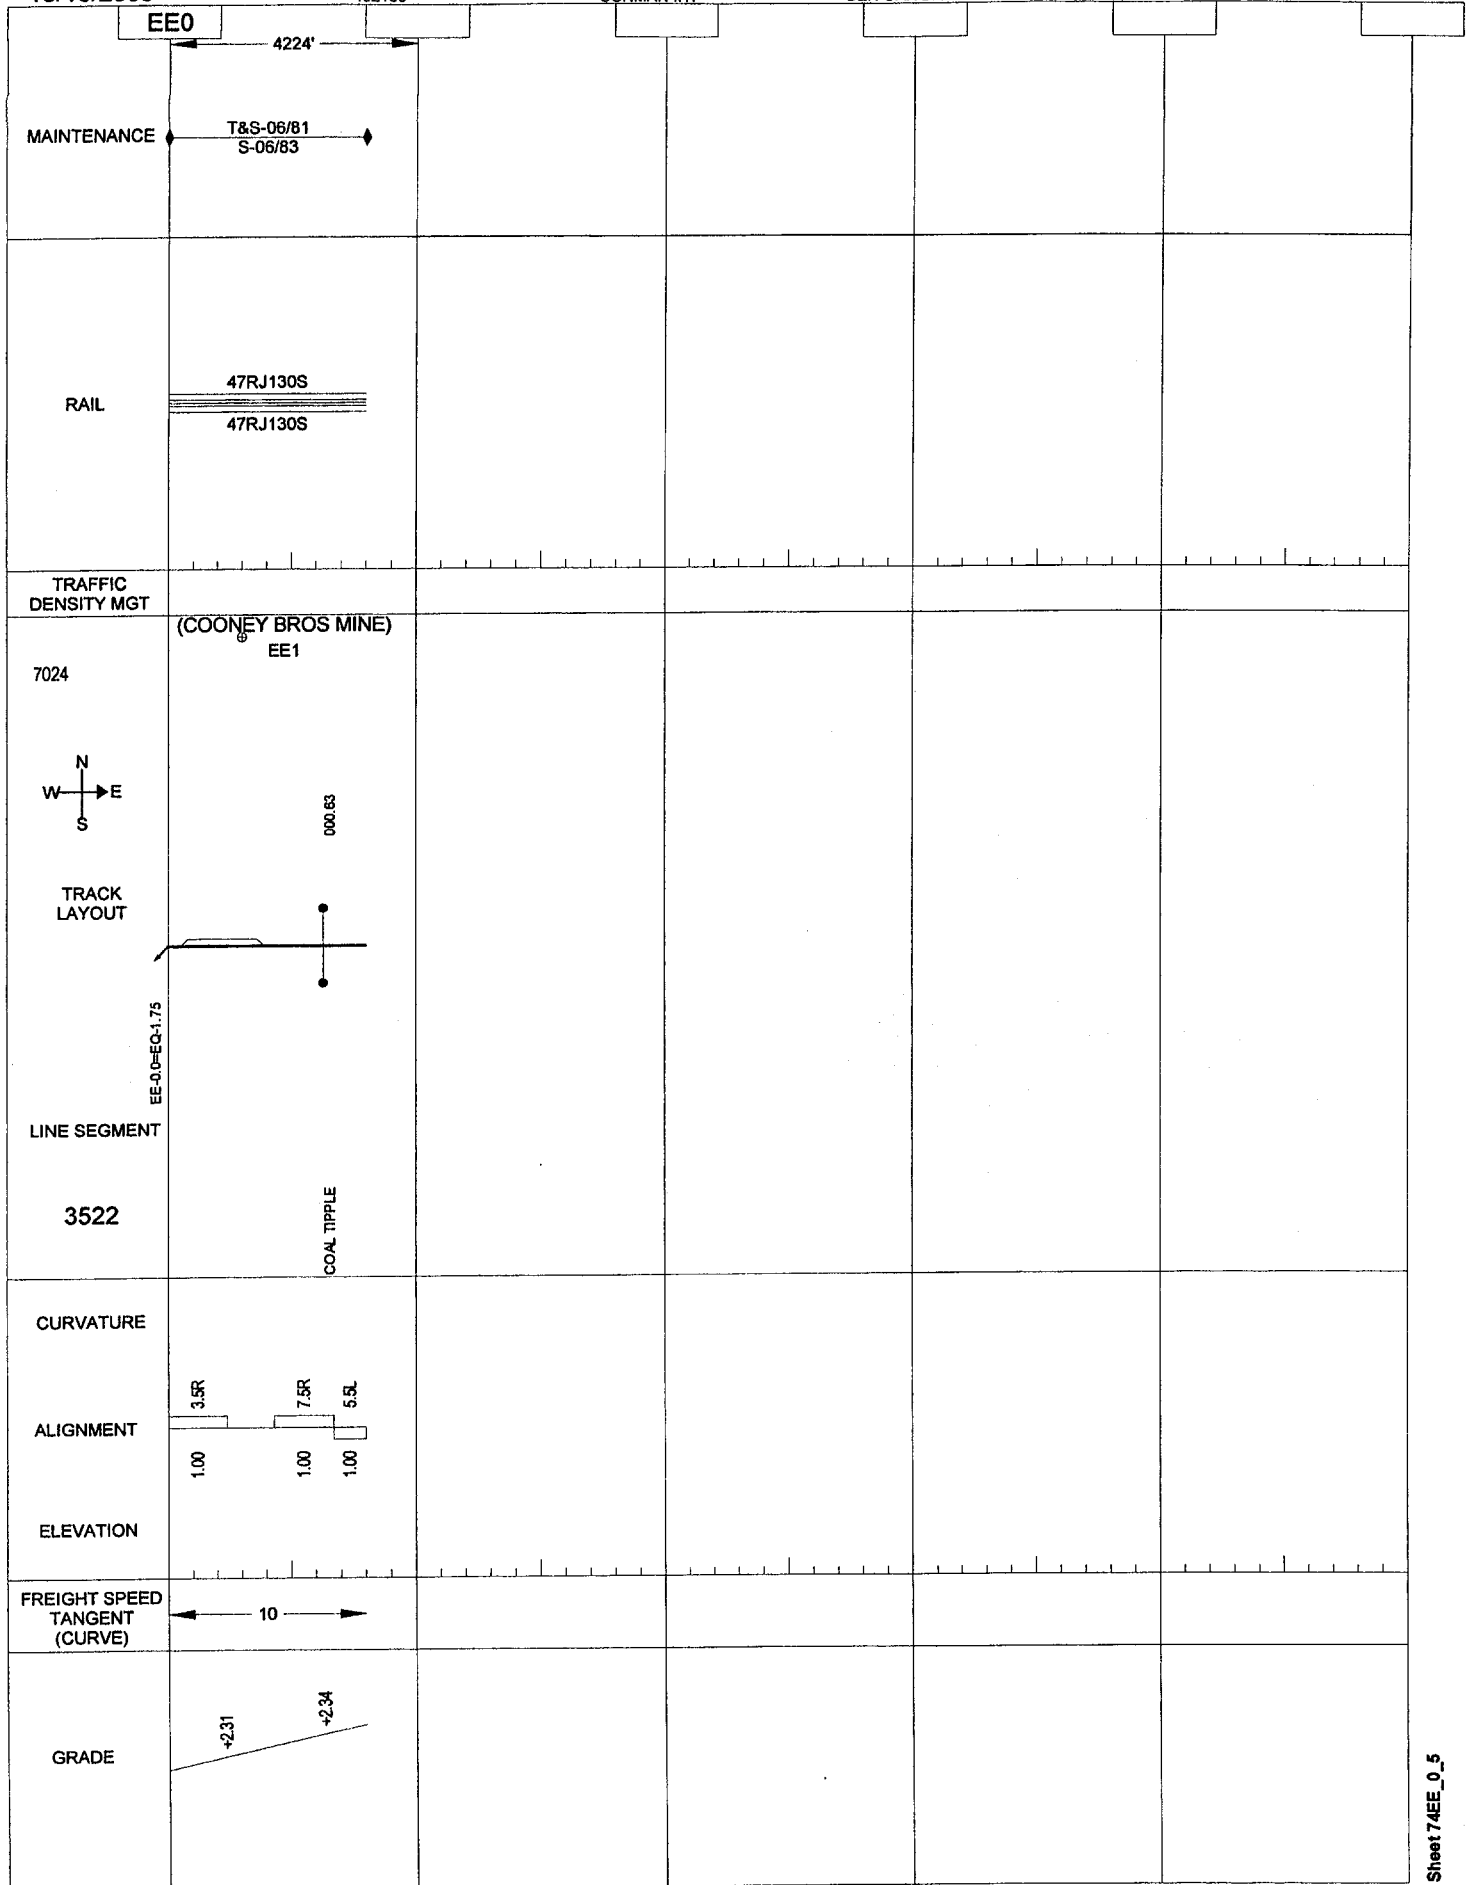 EE0
4224'
MAINTENANCE
T&S-06/81
S-06/83
RAIL
47RJ130S
47RJ130S
TRAFFIC
DENSITY MGT
(COONEY BROS MINE)
EE1
7024
N
W E
S
000.63
TRACK
LAYOUT
EE-0.0=EQ-1.75
LINE SEGMENT
3522
COAL TIPPLE
CURVATURE
3.5R
7.5R
5.5L
ALIGNMENT
1.00
1.00
1.00
ELEVATION
FREIGHT SPEED
TANGENT
(CURVE)
10
+2.31
+2.34
GRADE
Sheet 74EE_0_5